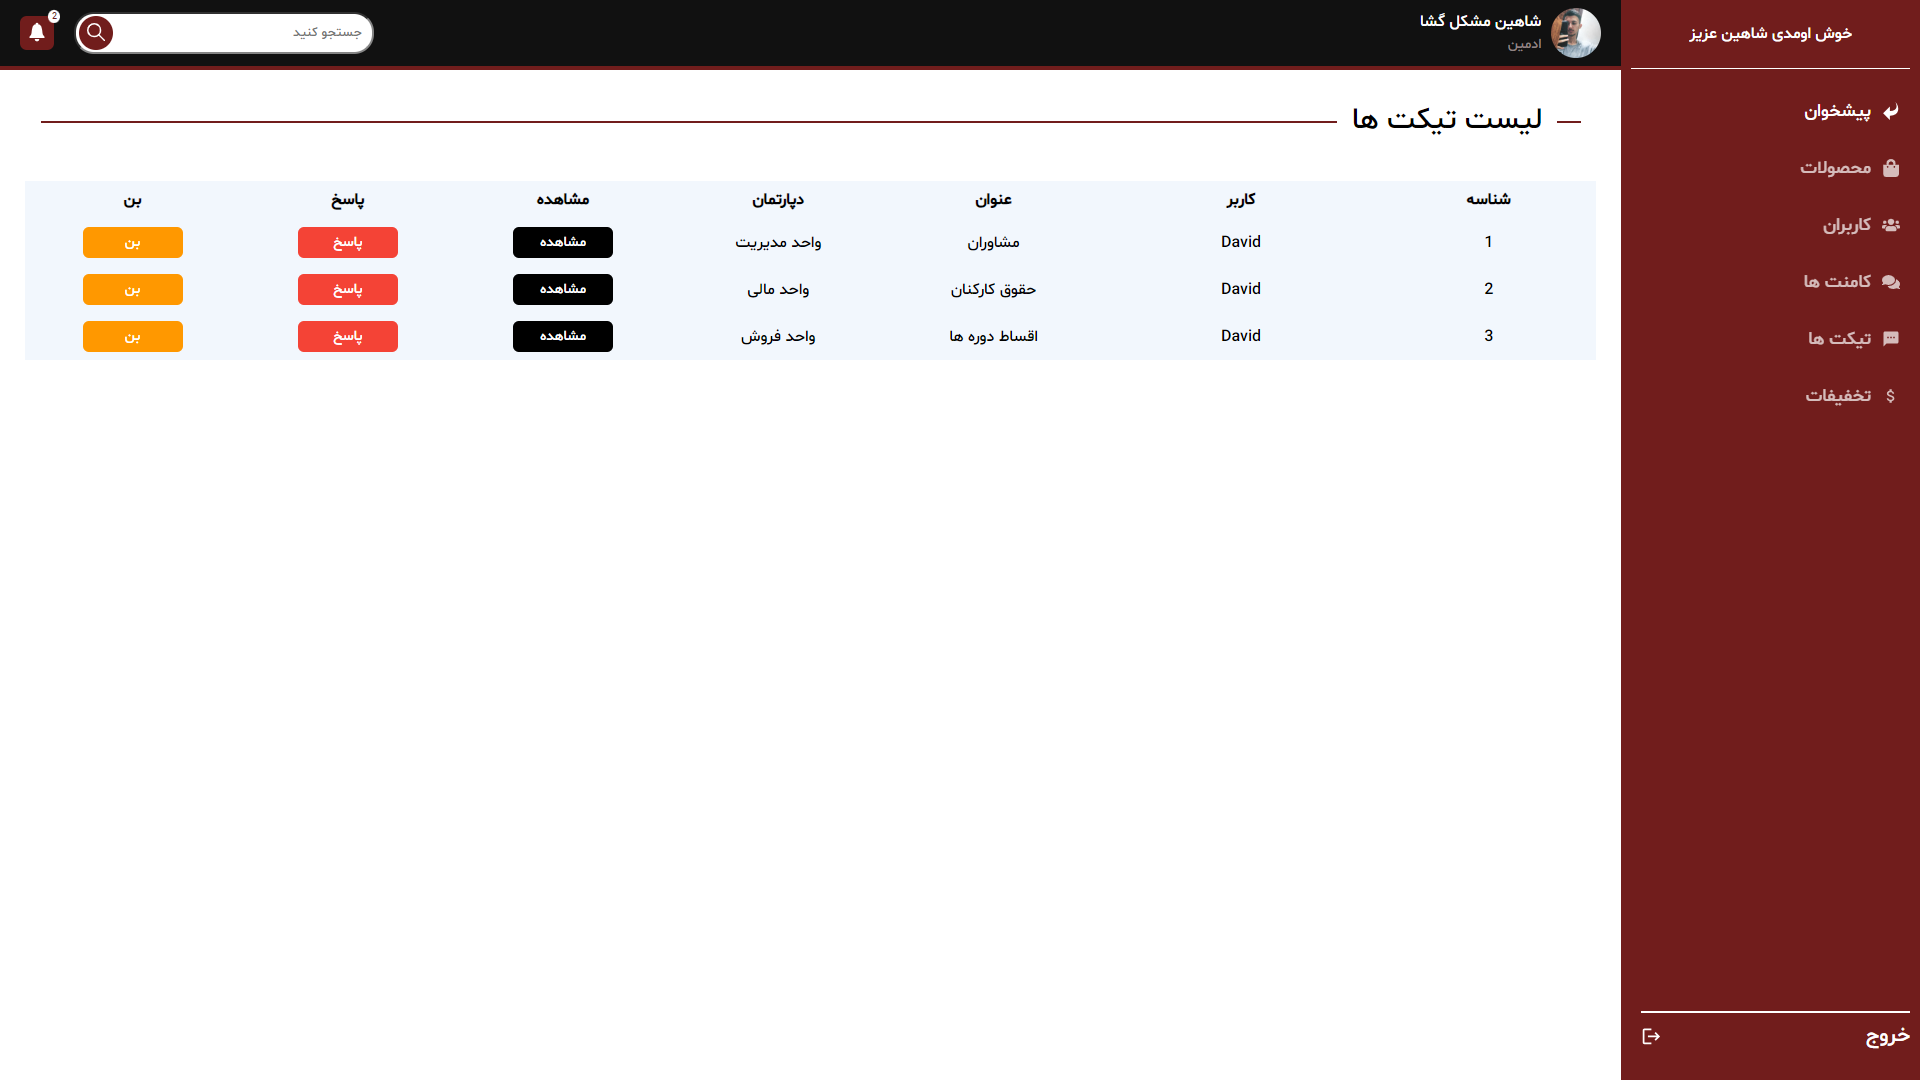 خوش اومدی شاهین عزیز
پیشخوان
محصولات
کاربران
کامنت ها
تیکت ها
تخفیفات
خروج
شاهین مشکل گشا
ادمین
جستجو کنید
2
لیست تیکت ها
شناسه کاربر عنوان دپارتمان مشاهده پاسخ بن
1 David مشاوران واحد مدیریت مشاهده پاسخ بن
2 David حقوق کارکنان واحد مالی مشاهده پاسخ بن
3 David اقساط دوره ها واحد فروش مشاهده پاسخ بن